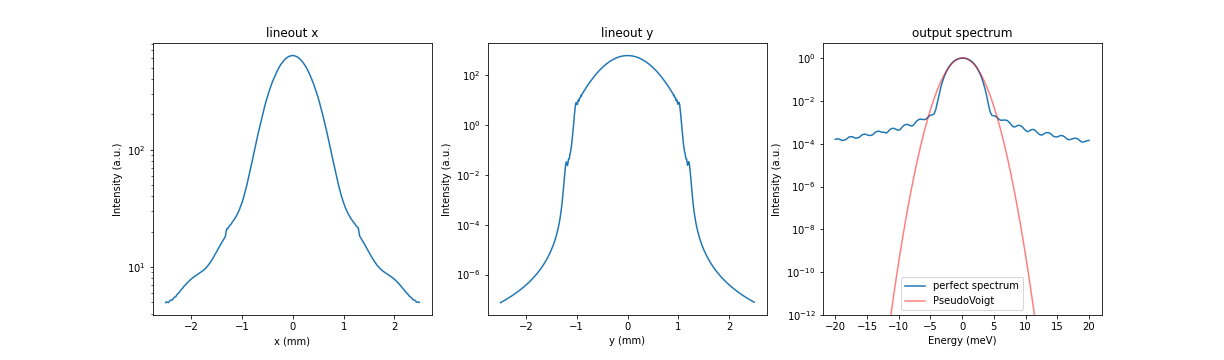 lineout x
10²
10¹
Intensity (a.u.)
−2 −1 0 1 2
x (mm)
lineout y
10²
10⁰
10⁻²
10⁻⁴
10⁻⁶
Intensity (a.u.)
−2 −1 0 1 2
y (mm)
output spectrum
10⁰
10⁻²
10⁻⁴
10⁻⁶
10⁻⁸
10⁻¹⁰
10⁻¹²
Intensity (a.u.)
perfect spectrum
PseudoVoigt
−20 −15 −10 −5 0 5 10 15 20
Energy (meV)